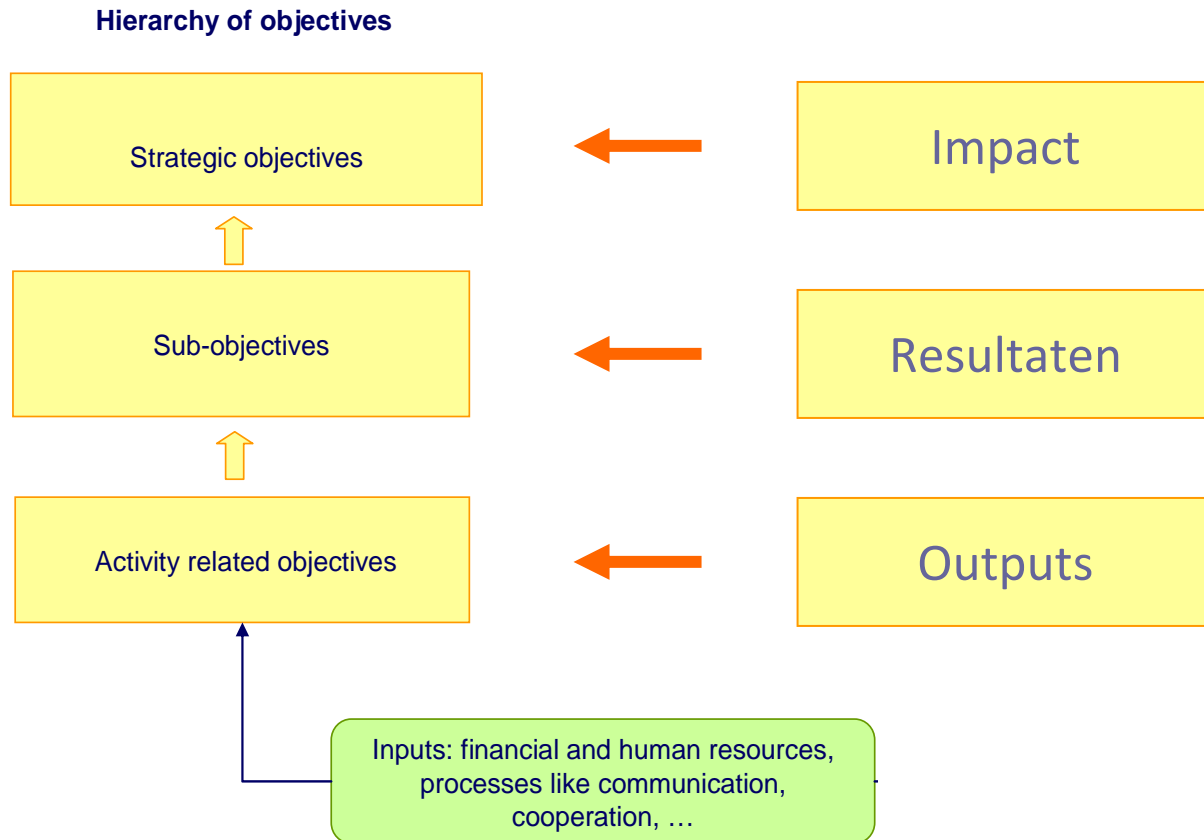 Hierarchy of objectives
Strategic objectives
Impact
Sub-objectives
Resultaten
Activity related objectives
Outputs
Inputs: financial and human resources,
processes like communication,
cooperation, …